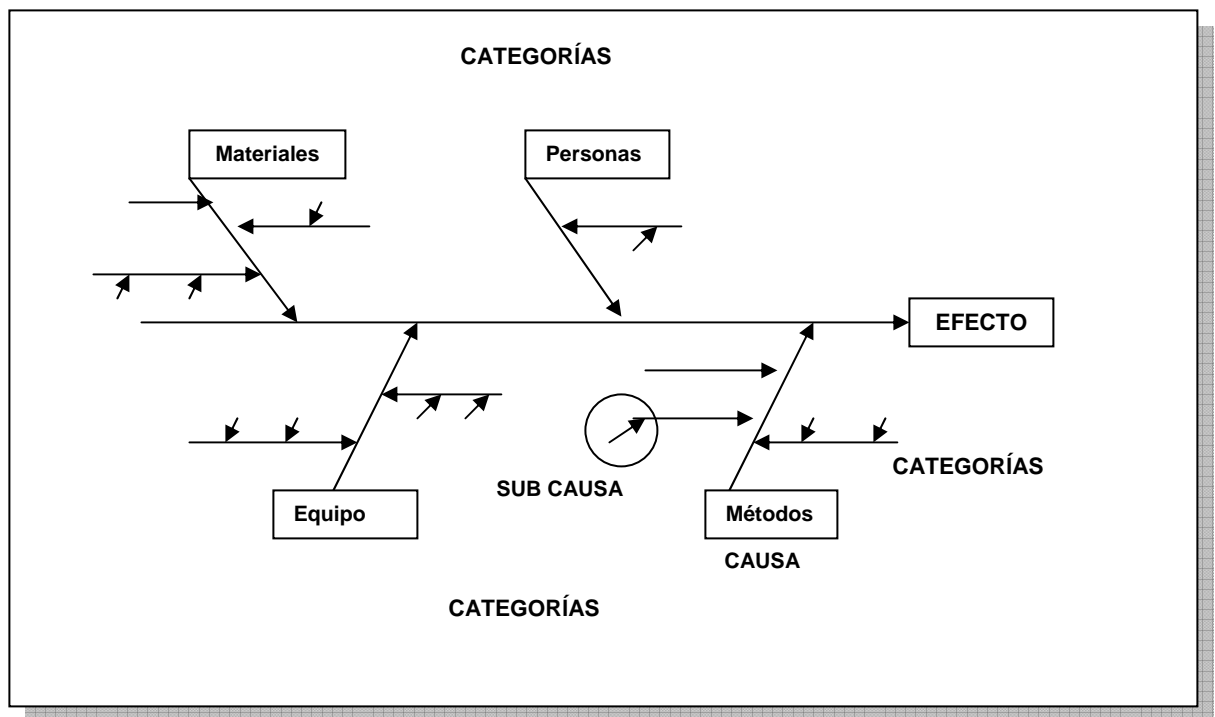 CATEGORÍAS
Materiales
Personas
EFECTO
CATEGORÍAS
SUB CAUSA
Equipo
Métodos
CAUSA
CATEGORÍAS